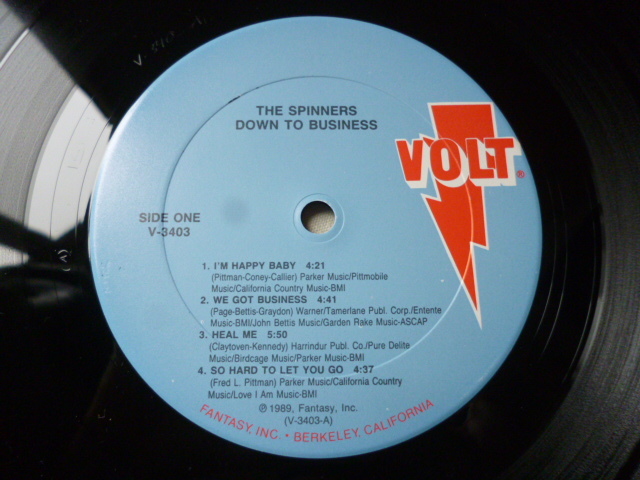 THE SPINNERS
DOWN TO BUSINESS
VOLT®
SIDE ONE
V-3403
1. I'M HAPPY BABY 4:21
(Pittman-Coney-Callier) Parker Music/Pittmobile
Music/California Country Music-BMI
2. WE GOT BUSINESS 4:41
(Page-Bettis-Graydon) Warner/Tamerlane Publ. Corp./Entente
Music-BMI/John Bettis Music/Garden Rake Music-ASCAP
3. HEAL ME 5:50
(Claytoven-Kennedy) Harrindur Publ. Co./Pure Delite
Music/Birdcage Music/Parker Music-BMI
4. SO HARD TO LET YOU GO 4:37
(Fred L. Pittman) Parker Music/California Country
Music/Love I Am Music-BMI
℗ 1989, Fantasy, Inc.
(V-3403-A)
FANTASY, INC. • BERKELEY, CALIFORNIA